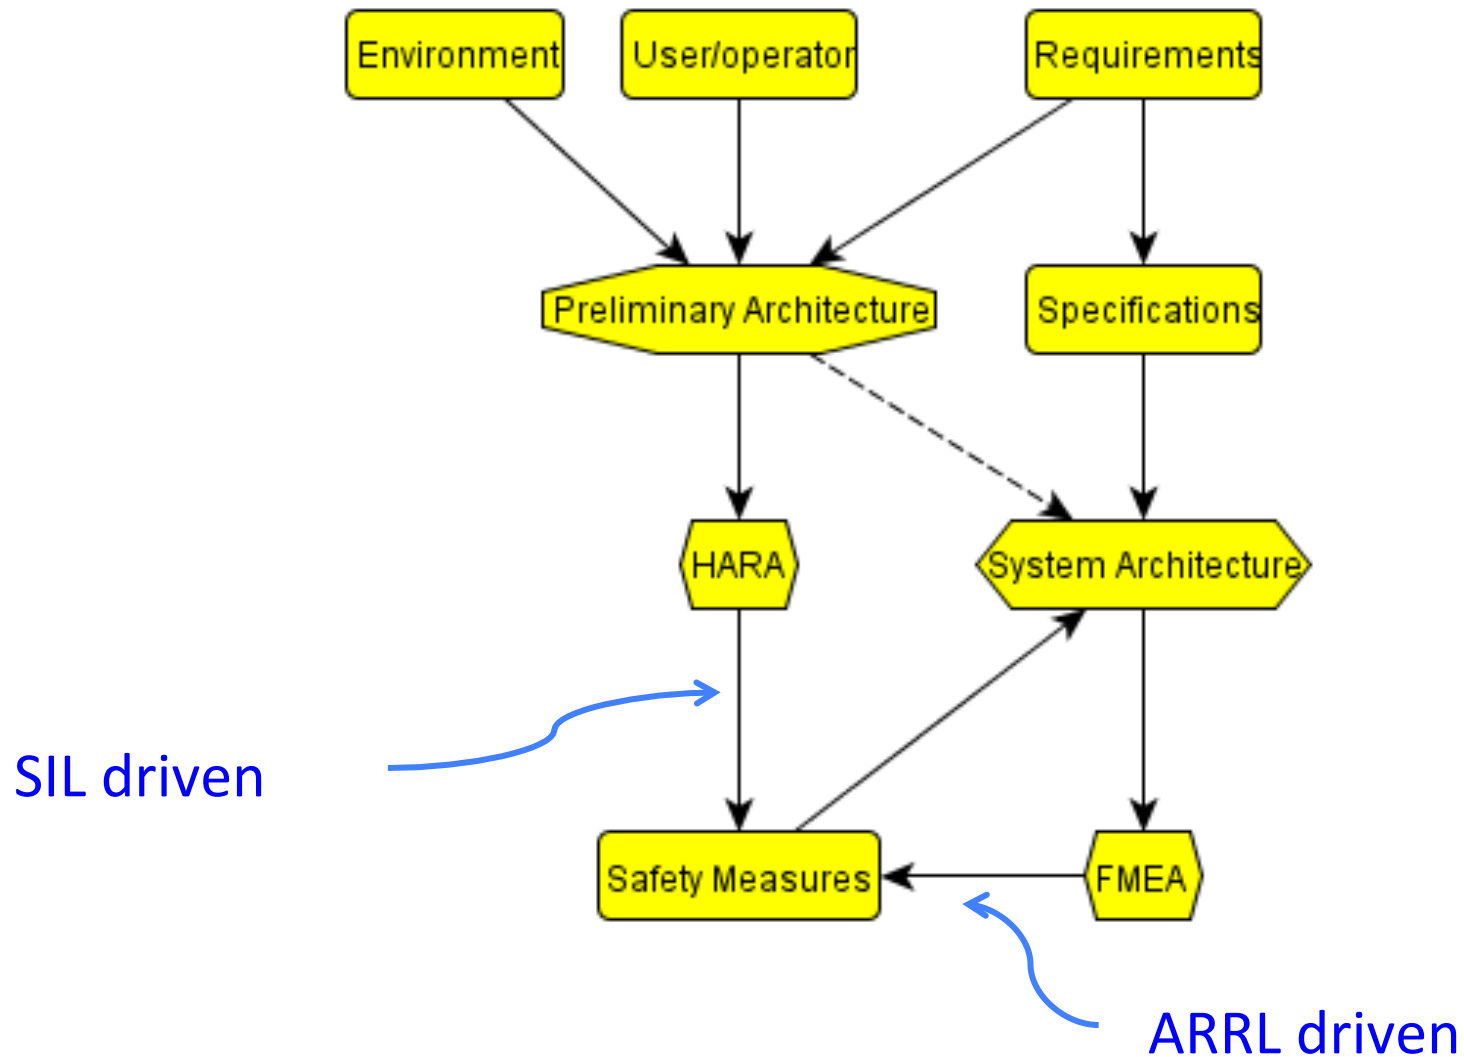 Environment
User/operator
Requirements
Preliminary Architecture
Specifications
HARA
System Architecture
SIL driven
Safety Measures
FMEA
ARRL driven